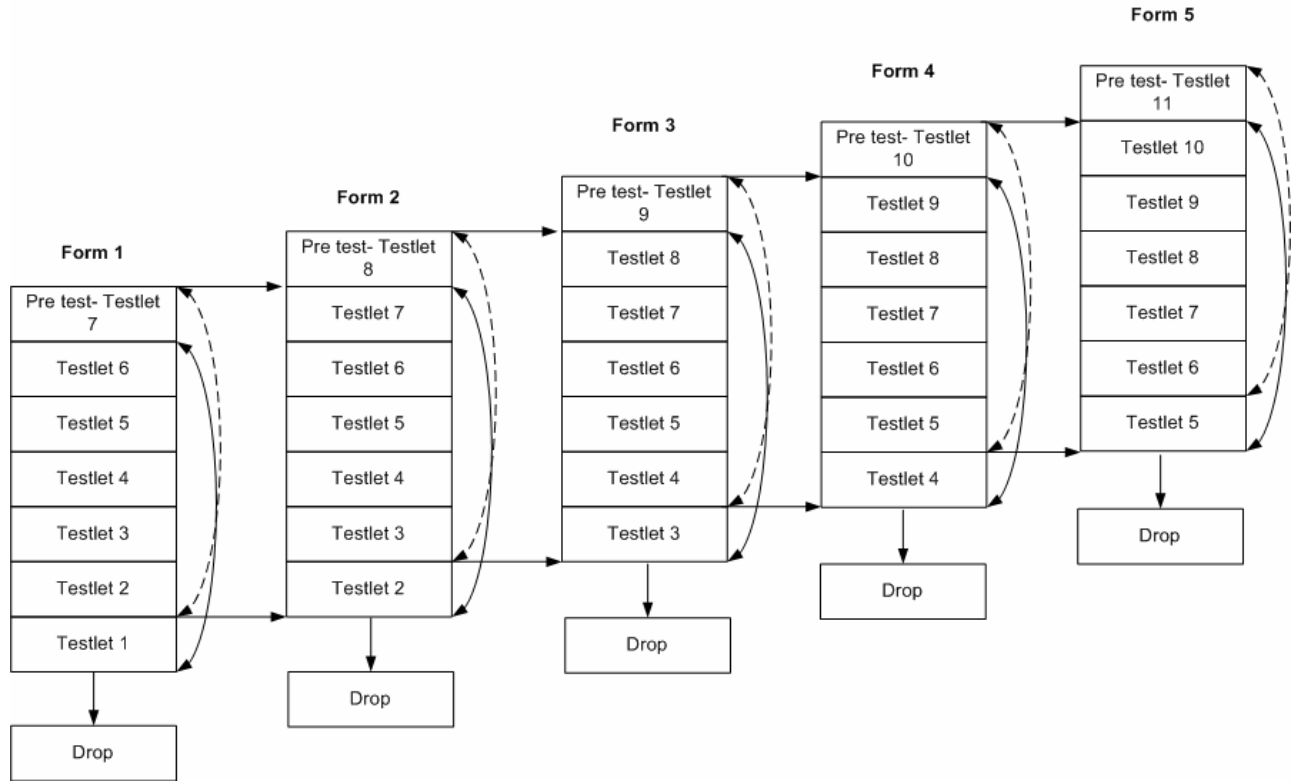 Form 1
Pre test- Testlet
7
Testlet 6
Testlet 5
Testlet 4
Testlet 3
Testlet 2
Testlet 1
Drop
Form 2
Pre test- Testlet
8
Testlet 7
Testlet 6
Testlet 5
Testlet 4
Testlet 3
Testlet 2
Drop
Form 3
Pre test- Testlet
9
Testlet 8
Testlet 7
Testlet 6
Testlet 5
Testlet 4
Testlet 3
Drop
Form 4
Pre test- Testlet
10
Testlet 9
Testlet 8
Testlet 7
Testlet 6
Testlet 5
Testlet 4
Drop
Form 5
Pre test- Testlet
11
Testlet 10
Testlet 9
Testlet 8
Testlet 7
Testlet 6
Testlet 5
Drop